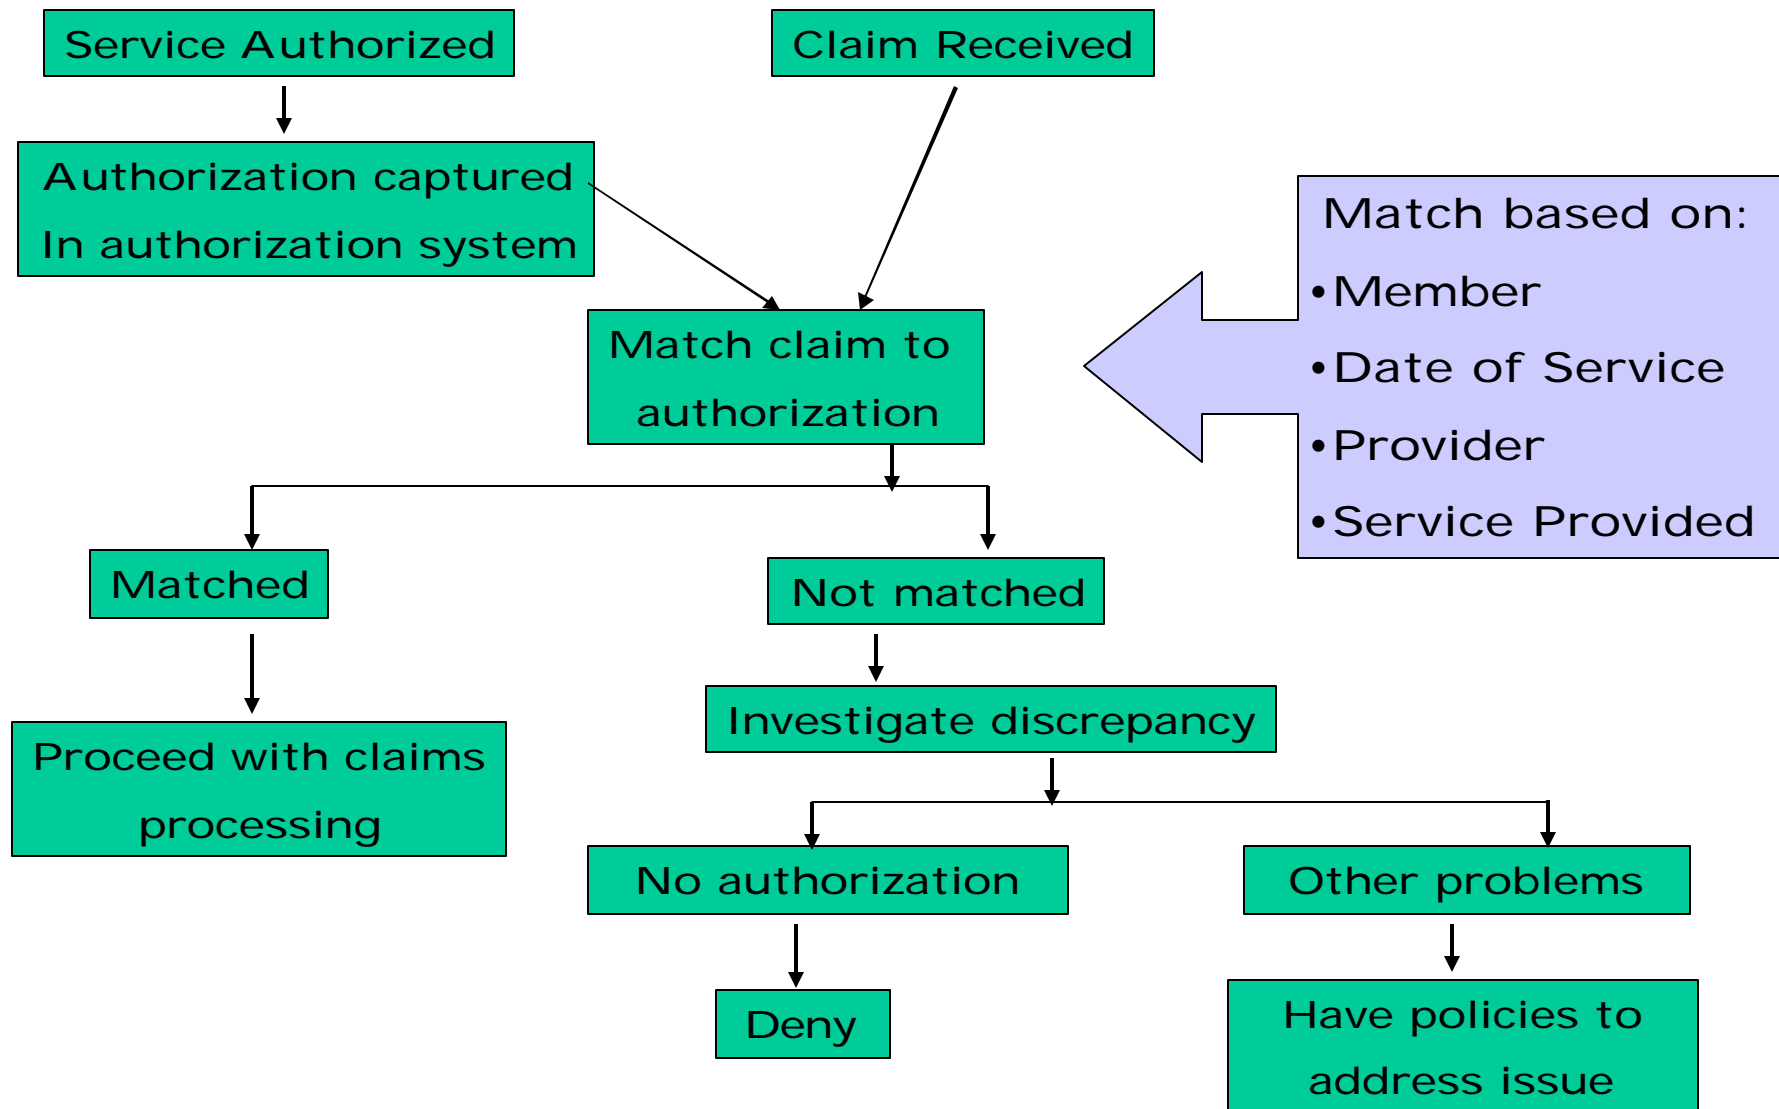 Service Authorized
Claim Received
Authorization captured
In authorization system
Match based on:
•Member
•Date of Service
•Provider
•Service Provided
Match claim to
authorization
Matched
Not matched
Proceed with claims
processing
Investigate discrepancy
No authorization
Other problems
Deny
Have policies to
address issue